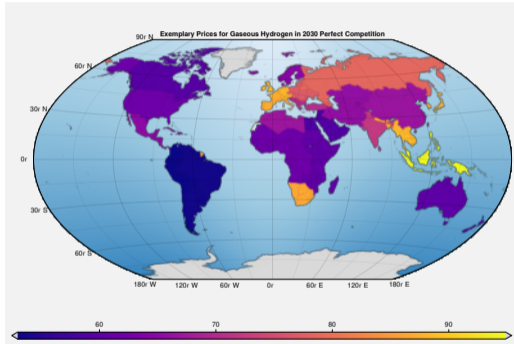 Exemplary Prices for Gaseous Hydrogen in 2030 Perfect Competition
90r N
60r N
30r N
0r
30r S
60r S
180r W 120r W 60r W 0r 60r E 120r E 180r E
60 70 80 90